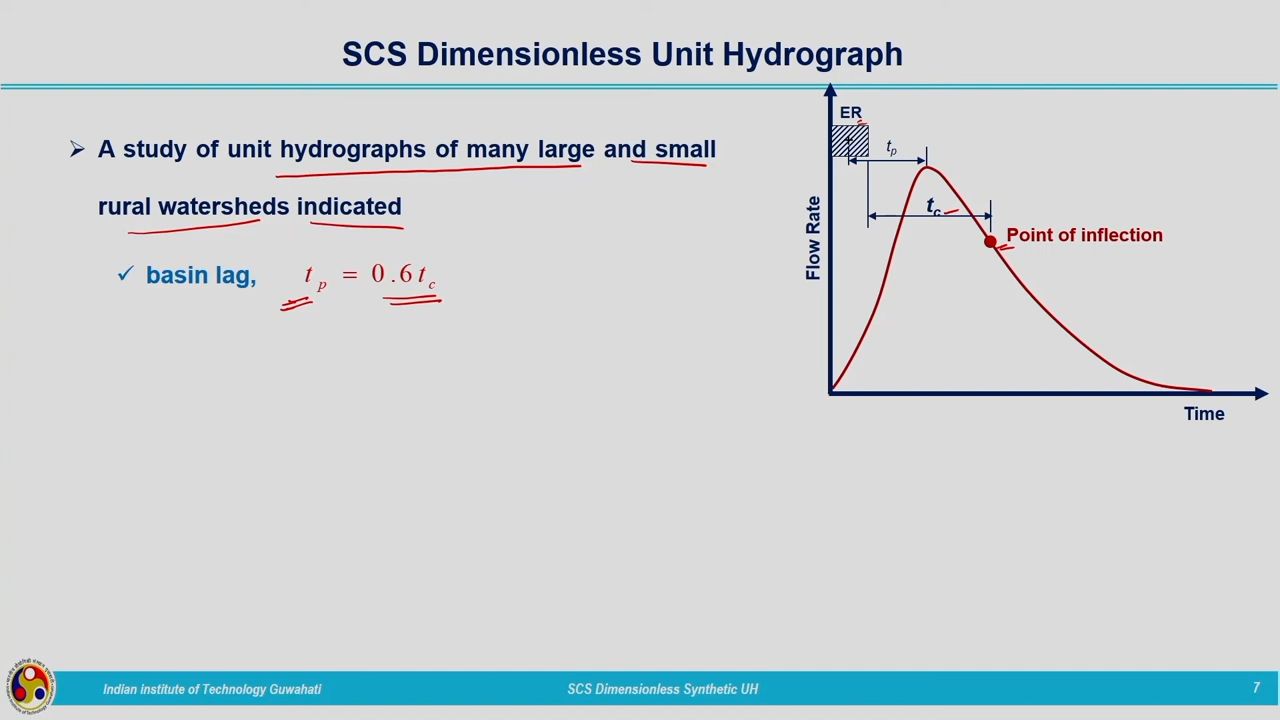 SCS Dimensionless Unit Hydrograph
➢ A study of unit hydrographs of many large and small
rural watersheds indicated
✓ basin lag, t_p = 0.6 t_c
ER
t_p
t_c
Point of inflection
Flow Rate
Time
Indian institute of Technology Guwahati
SCS Dimensionless Synthetic UH
7